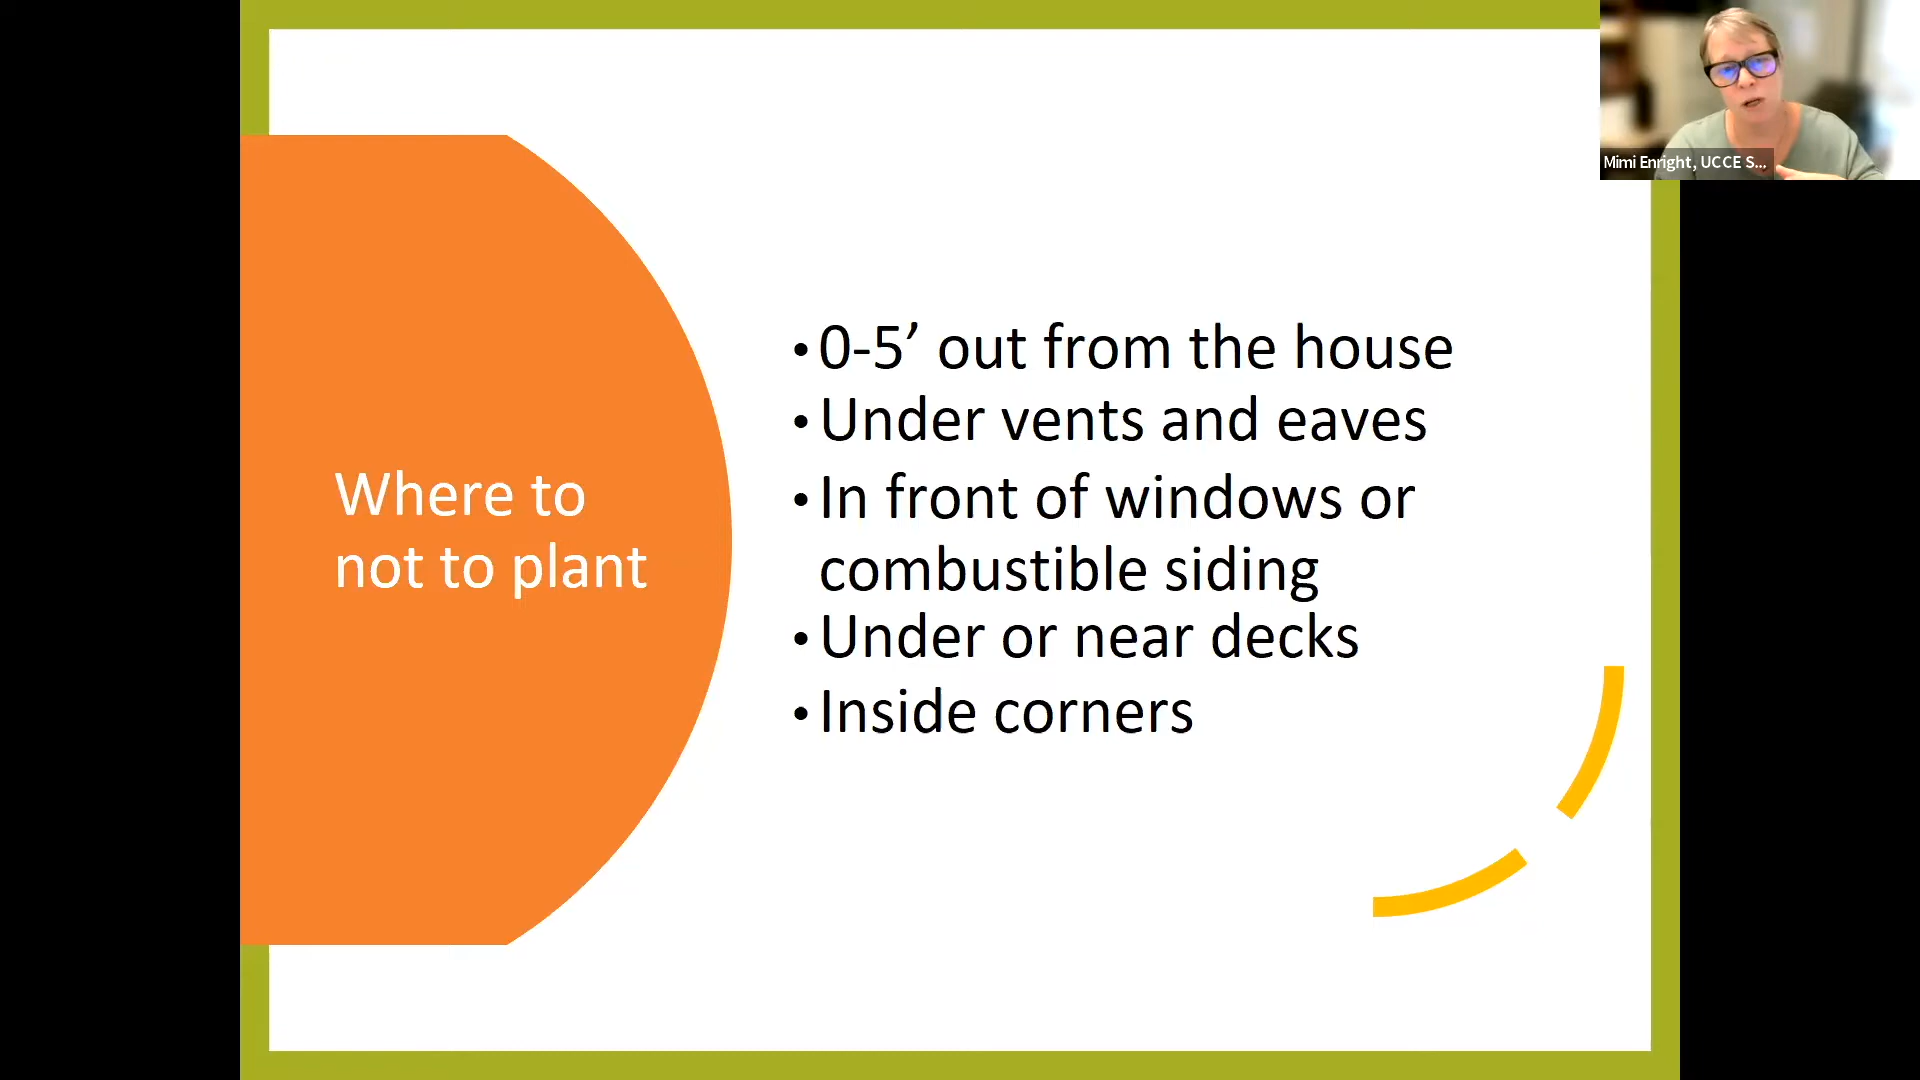 Where to
not to plant
•0-5’ out from the house
•Under vents and eaves
•In front of windows or
combustible siding
•Under or near decks
•Inside corners
Mimi Enright, UCCE S...